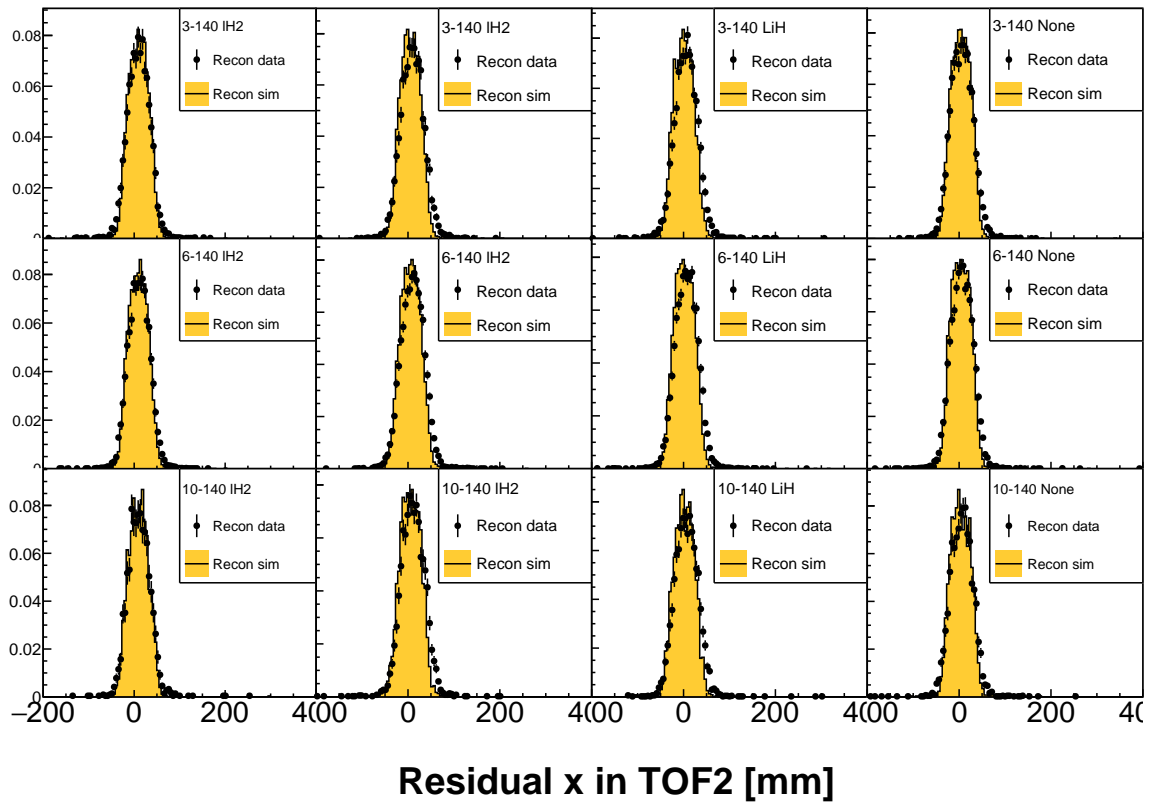 3-140 lH2
Recon data
Recon sim
3-140 lH2
Recon data
Recon sim
3-140 LiH
Recon data
Recon sim
3-140 None
Recon data
Recon sim
0.08
0.06
0.04
0.02
0
6-140 lH2
Recon data
Recon sim
6-140 lH2
Recon data
Recon sim
6-140 LiH
Recon data
Recon sim
6-140 None
Recon data
Recon sim
0.08
0.06
0.04
0.02
0
10-140 lH2
Recon data
Recon sim
10-140 lH2
Recon data
Recon sim
10-140 LiH
Recon data
Recon sim
10-140 None
Recon data
Recon sim
0.08
0.06
0.04
0.02
0
−200 0 200 400 0 200 400 0 200 400 0 200 40
Residual x in TOF2 [mm]